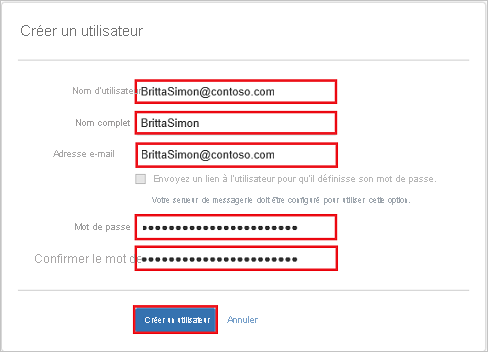 Créer un utilisateur
Nom d'utilisateur BrittaSimon@contoso.com
Nom complet BrittaSimon
Adresse e-mail BrittaSimon@contoso.com
Envoyez un lien à l'utilisateur pour qu'il définisse son mot de passe.
Votre serveur de messagerie doit être configuré pour utiliser cette option.
Mot de passe ••••••••••••••••••••••••
Confirmer le mot de ••••••••••••••••••••••••
Créer un utilisateur Annuler